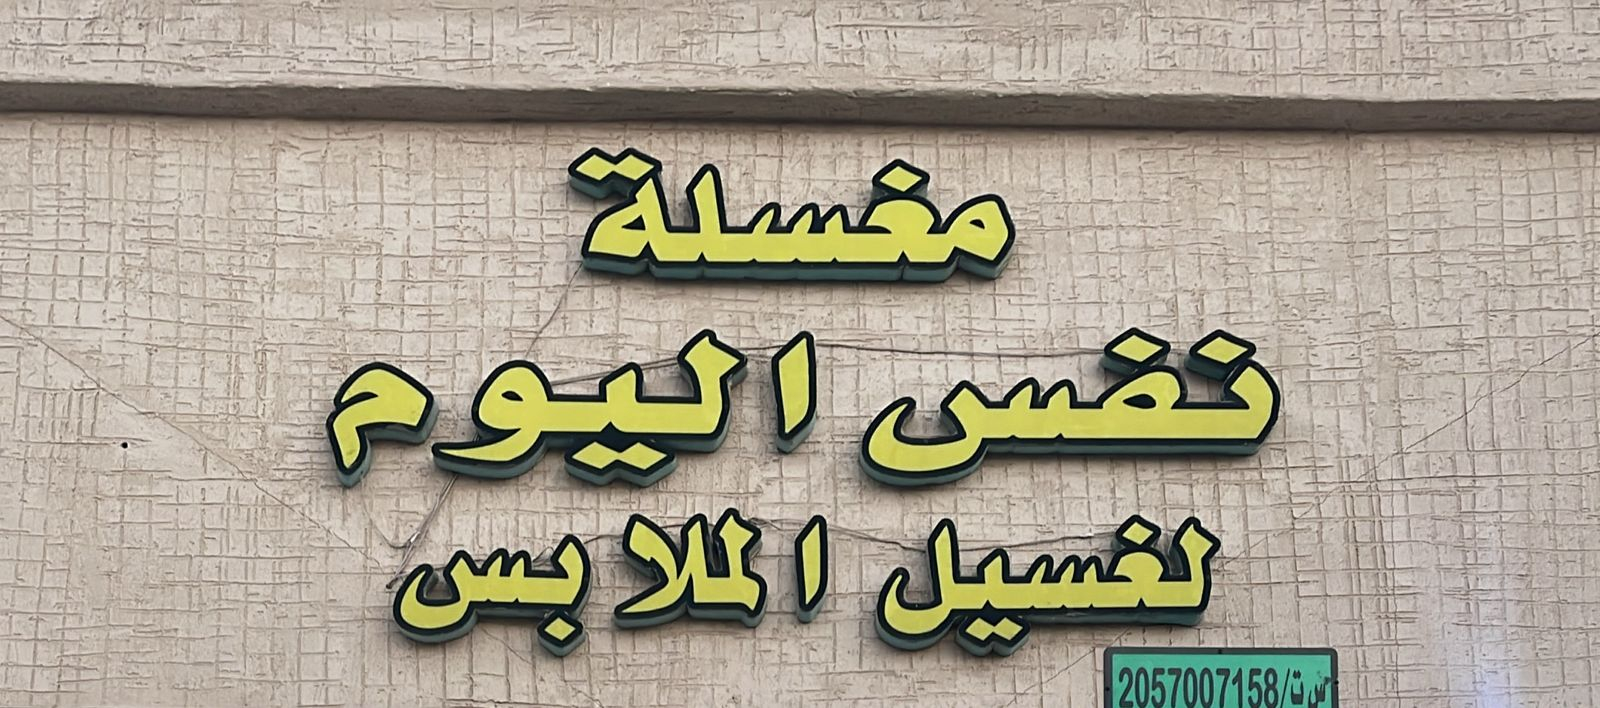 مغسلة
نفس اليوم
لغسيل الملابس
س ت/2057007158